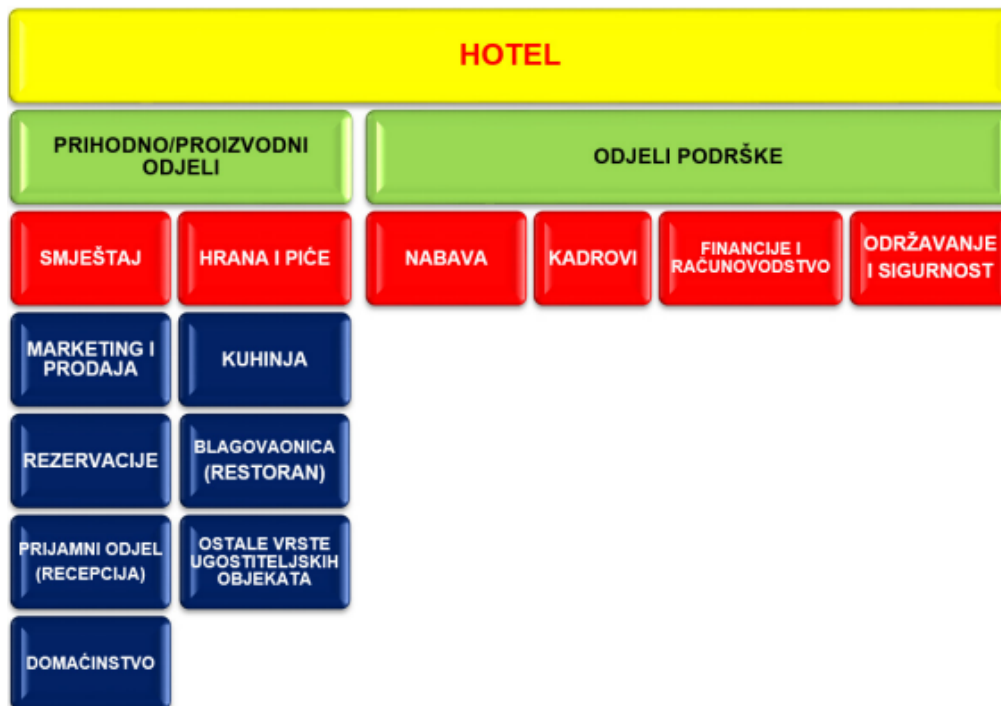 HOTEL
PRIHODNO/PROIZVODNI
ODJELI
ODJELI PODRŠKE
SMJEŠTAJ
HRANA I PIĆE
NABAVA
KADROVI
FINANCIJE I
RAČUNOVODSTVO
ODRŽAVANJE
I SIGURNOST
MARKETING I
PRODAJA
KUHINJA
REZERVACIJE
BLAGOVAONICA
(RESTORAN)
PRIJAMNI ODJEL
(RECEPCIJA)
OSTALE VRSTE
UGOSTITELJSKIH
OBJEKATA
DOMAĆINSTVO